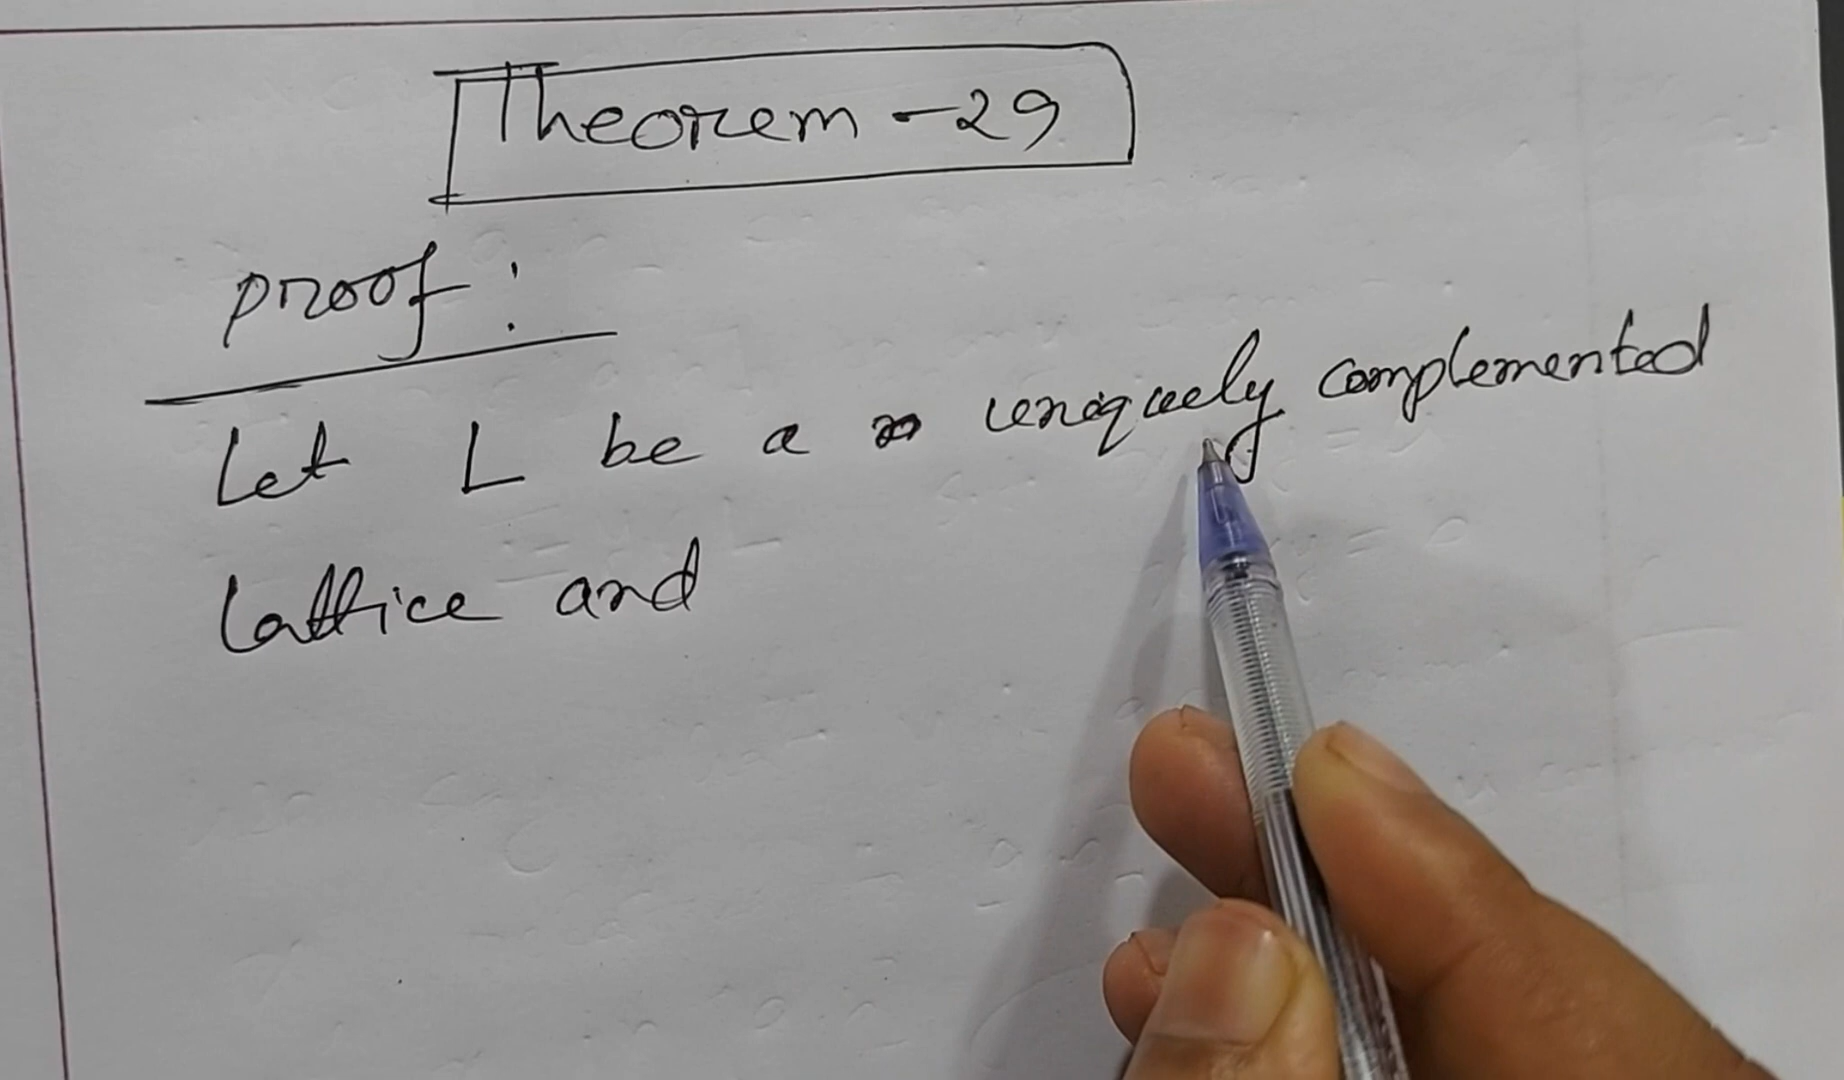 Theorem - 29
Proof:
Let L be a uniquely complemented
lattice and